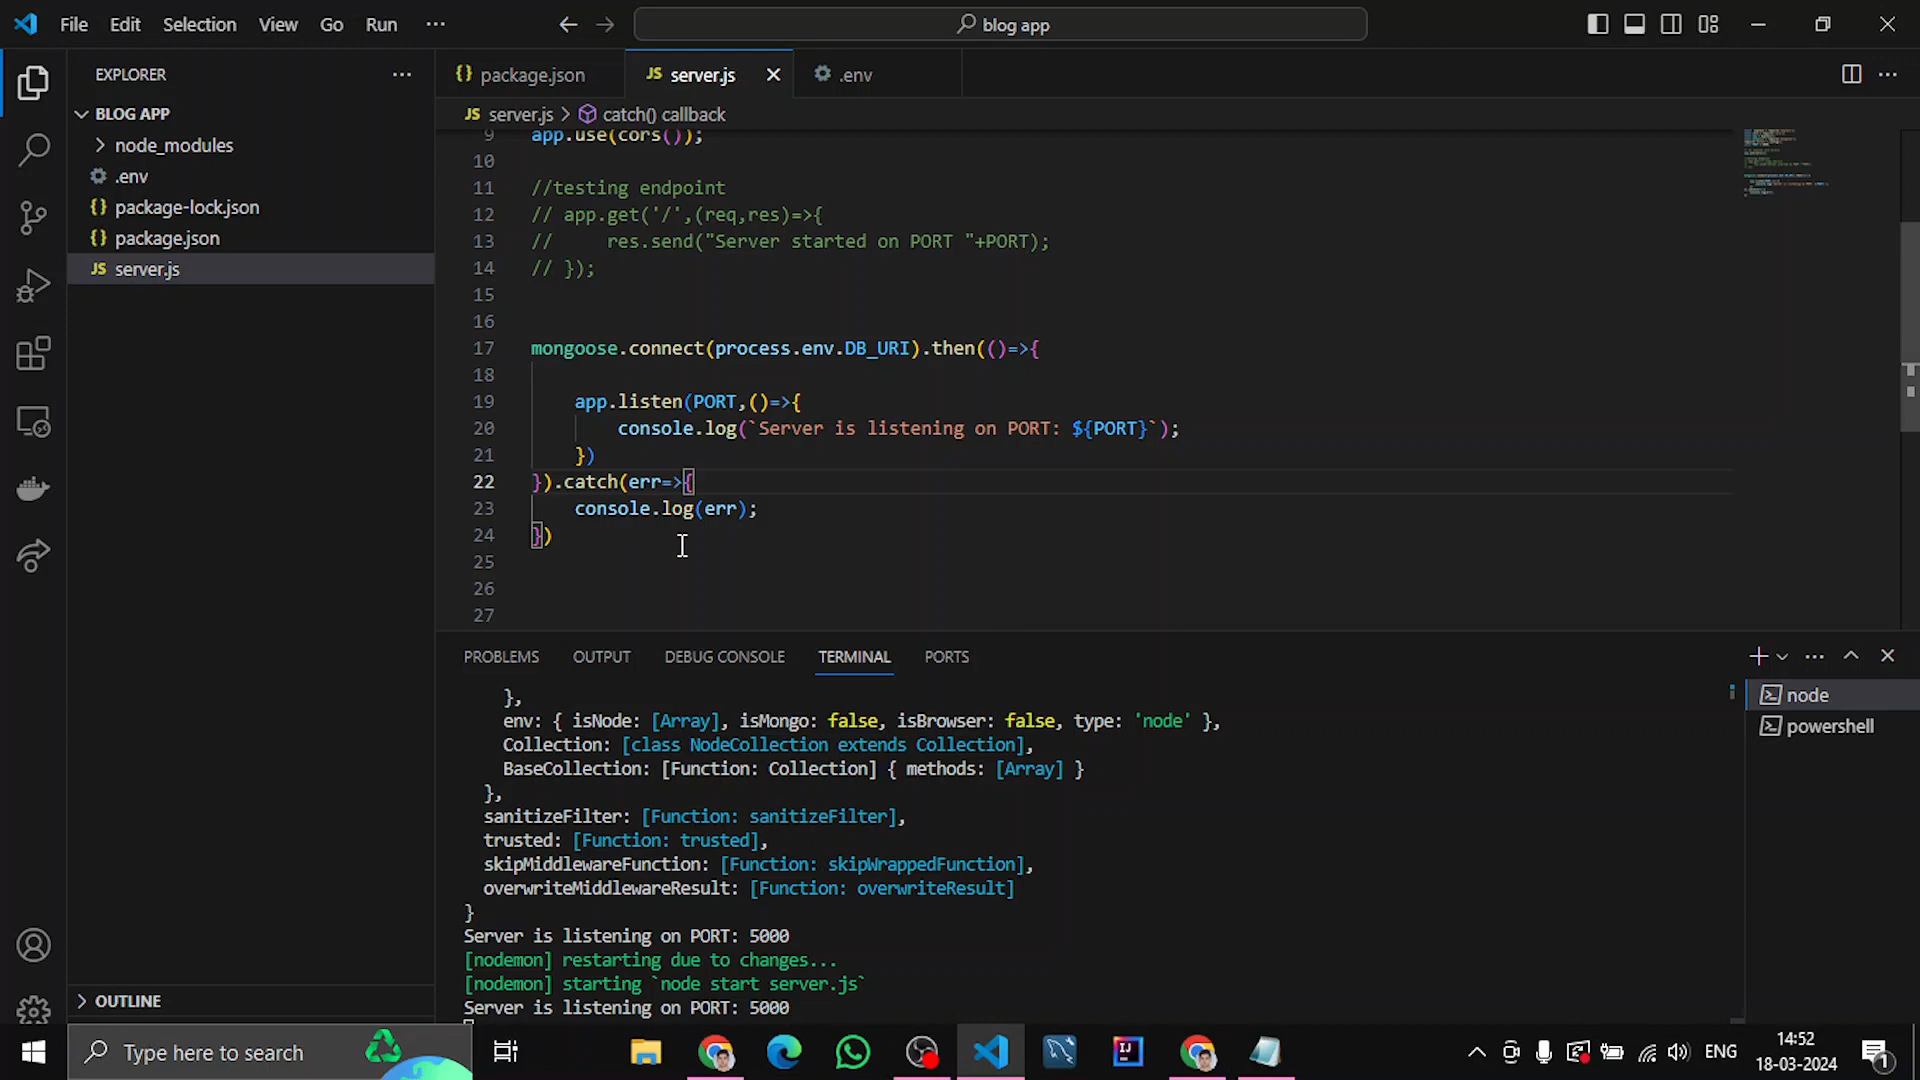 File Edit Selection View Go Run ···
blog app
EXPLORER ···
BLOG APP
node_modules
.env
{} package-lock.json
{} package.json
JS server.js
OUTLINE
{} package.json JS server.js .env
JS server.js > catch() callback
9 app.use(cors());
10
11 //testing endpoint
12 // app.get('/',(req,res)=>{
13 //     res.send("Server started on PORT "+PORT);
14 // });
15
16
17 mongoose.connect(process.env.DB_URI).then(()=>{
18
19     app.listen(PORT,()=>{
20         console.log(`Server is listening on PORT: ${PORT}`);
21     })
22 }).catch(err=>{
23     console.log(err);
24 })
25
26
27
PROBLEMS OUTPUT DEBUG CONSOLE TERMINAL PORTS
},
env: { isNode: [Array], isMongo: false, isBrowser: false, type: 'node' },
Collection: [class NodeCollection extends Collection],
BaseCollection: [Function: Collection] { methods: [Array] }
},
sanitizeFilter: [Function: sanitizeFilter],
trusted: [Function: trusted],
skipMiddlewareFunction: [Function: skipWrappedFunction],
overwriteMiddlewareResult: [Function: overwriteResult]
}
Server is listening on PORT: 5000
[nodemon] restarting due to changes...
[nodemon] starting `node start server.js`
Server is listening on PORT: 5000
node
powershell
Type here to search
ENG
14:52
18-03-2024
1